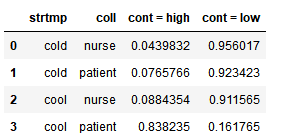 strtmp coll cont = high cont = low
0 cold nurse 0.0439832 0.956017
1 cold patient 0.0765766 0.923423
2 cool nurse 0.0884354 0.911565
3 cool patient 0.838235 0.161765